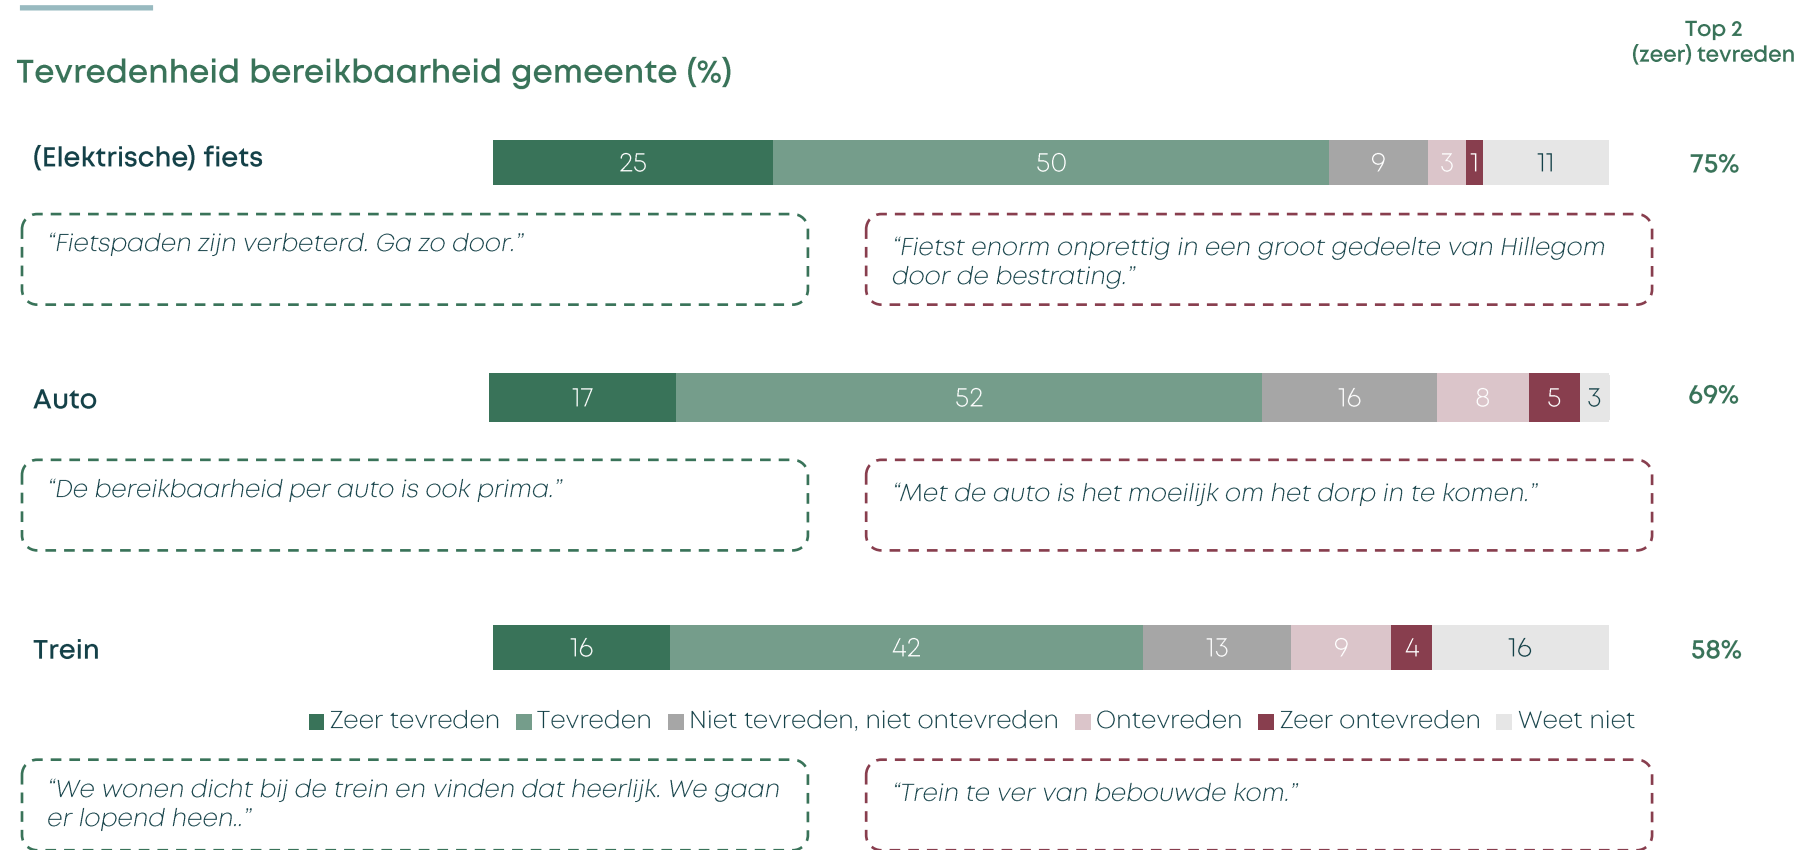 Top 2
(zeer) tevreden
Tevredenheid bereikbaarheid gemeente (%)
(Elektrische) fiets
25 50 9 3 1 11
75%
“Fietspaden zijn verbeterd. Ga zo door.”
“Fietst enorm onprettig in een groot gedeelte van Hillegom
door de bestrating.”
Auto
17 52 16 8 5 3
69%
“De bereikbaarheid per auto is ook prima.”
“Met de auto is het moeilijk om het dorp in te komen.”
Trein
16 42 13 9 4 16
58%
Zeer tevreden Tevreden Niet tevreden, niet ontevreden Ontevreden Zeer ontevreden Weet niet
“We wonen dicht bij de trein en vinden dat heerlijk. We gaan
er lopend heen..”
“Trein te ver van bebouwde kom.”